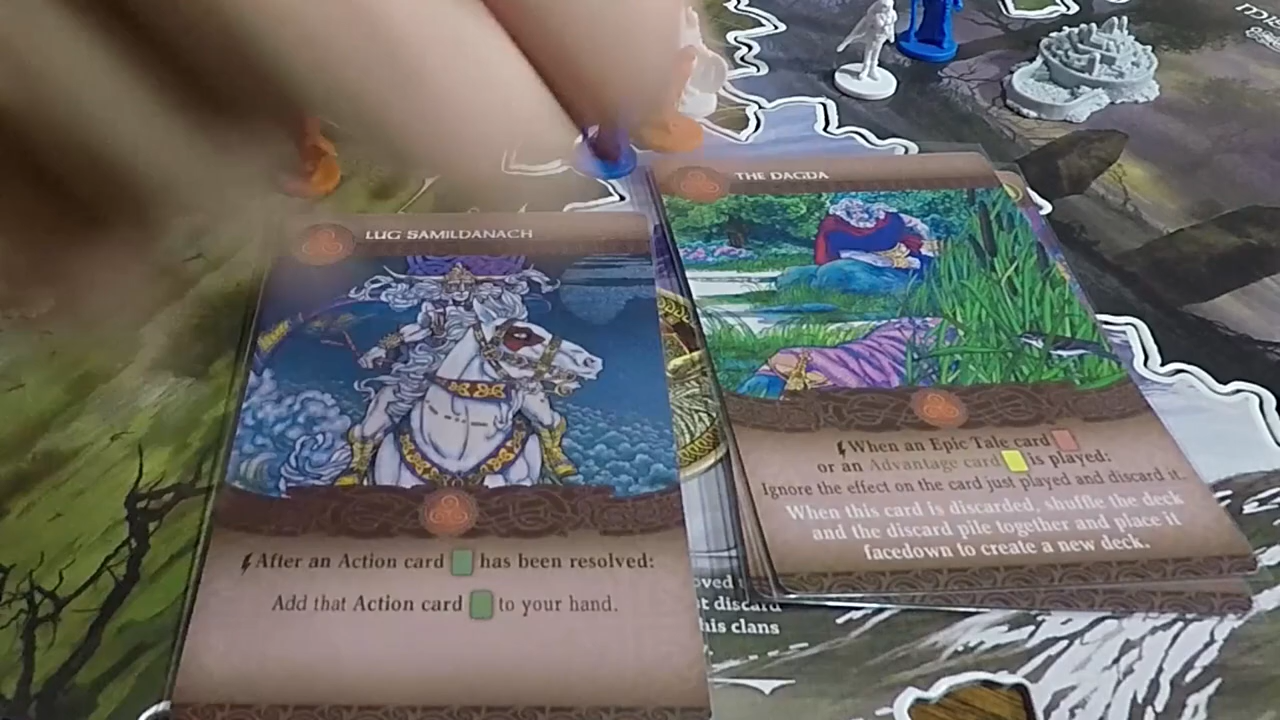 LUG SAMILDANACH
After an Action card has been resolved:
Add that Action card to your hand.
THE DAGDA
When an Epic Tale card
or an Advantage card is played:
Ignore the effect on the card just played and discard it.
When this card is discarded, shuffle the deck
and the discard pile together and place it
facedown to create a new deck.
oved
t discard
his clans